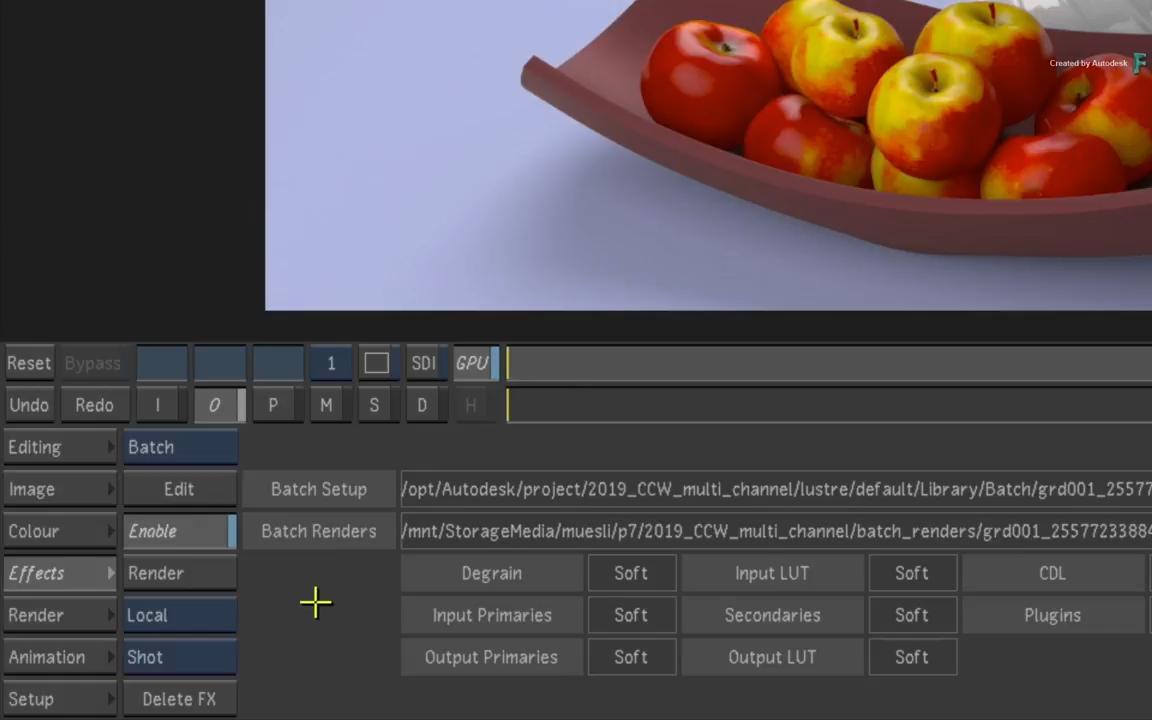 Created by Autodesk
Reset Bypass 1 SDI GPU
Undo Redo I O P M S D H
Editing Batch
Image Edit Batch Setup /opt/Autodesk/project/2019_CCW_multi_channel/lustre/default/Library/Batch/grd001_25577
Colour Enable Batch Renders /mnt/StorageMedia/muesli/p7/2019_CCW_multi_channel/batch_renders/grd001_25577233884
Effects Render Degrain Soft Input LUT Soft CDL
Render Local Input Primaries Soft Secondaries Soft Plugins
Animation Shot Output Primaries Soft Output LUT Soft
Setup Delete FX